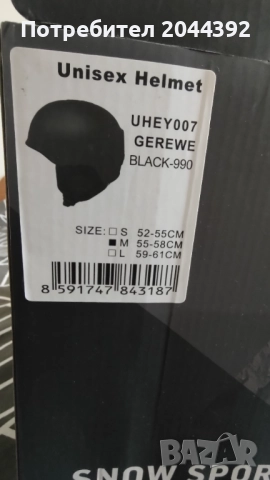 Потребител 2044392
Unisex Helmet
UHEY007
GEREWE
BLACK-990
SIZE: □ S 52-55CM
■ M 55-58CM
□ L 59-61CM
8 591747 843187
SNOW SPOR
bazar